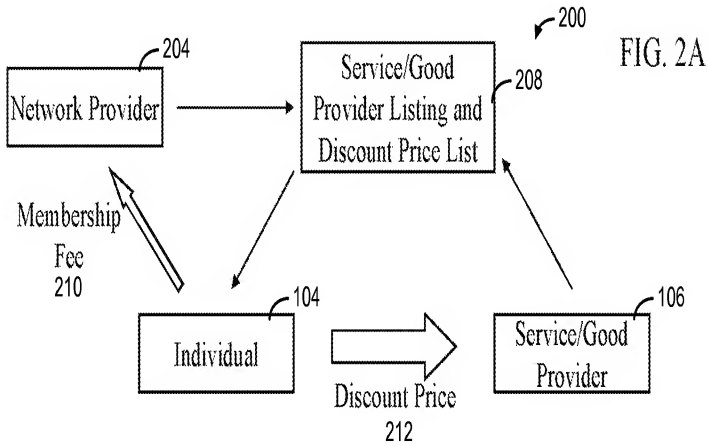 200
FIG. 2A
204
Network Provider
Service/Good
Provider Listing and
Discount Price List
208
Membership
Fee
210
104
Individual
Discount Price
212
106
Service/Good
Provider